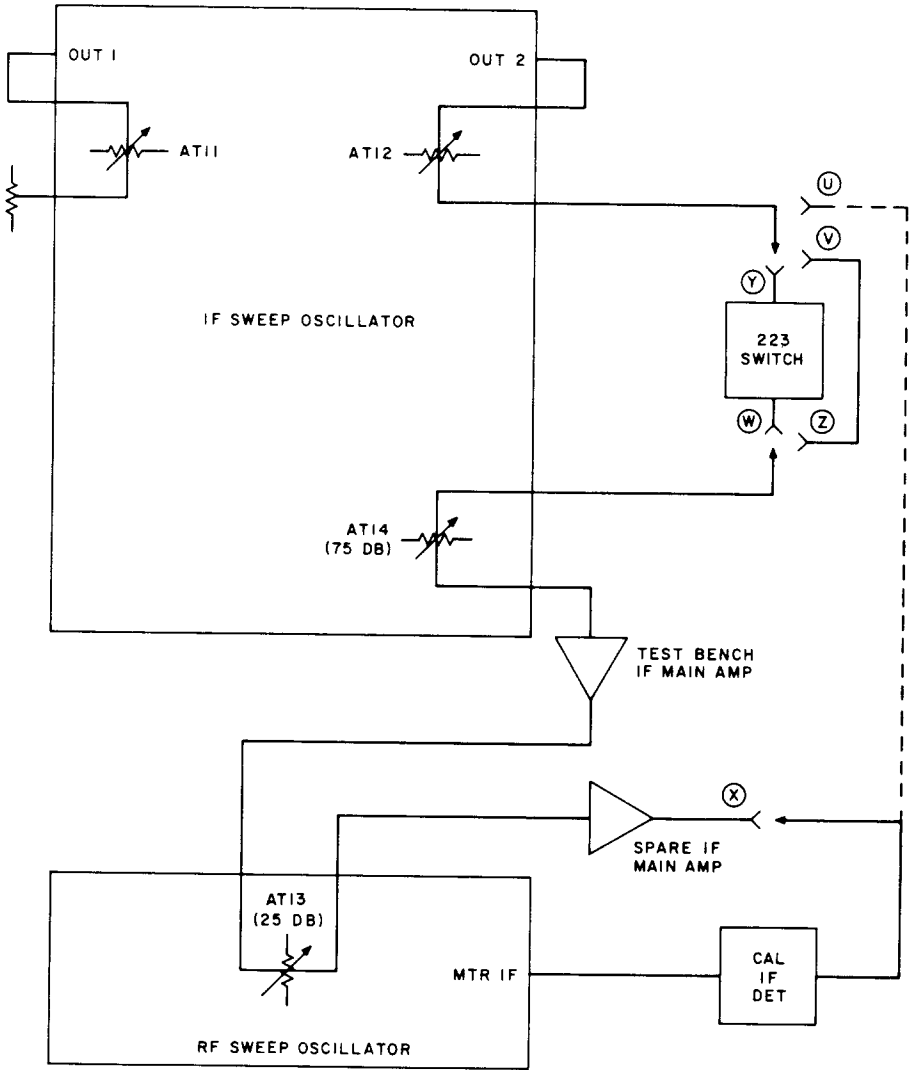 OUT 1
OUT 2
AT11
AT12
U
V
Y
IF SWEEP OSCILLATOR
223
SWITCH
W
Z
AT14
(75 DB)
TEST BENCH
IF MAIN AMP
X
SPARE IF
MAIN AMP
AT13
(25 DB)
MTR IF
CAL
IF
DET
RF SWEEP OSCILLATOR